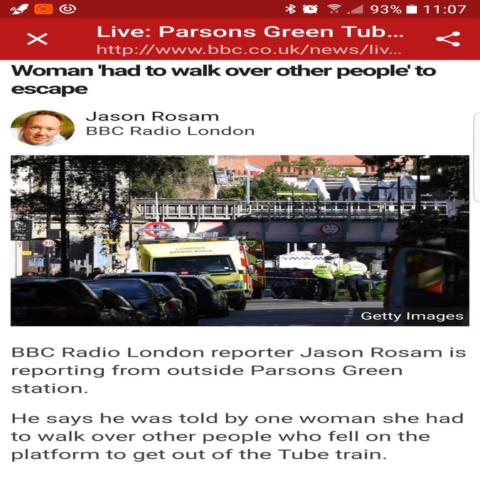 93% 11:07
Live: Parsons Green Tub...
http://www.bbc.co.uk/news/liv...
Woman 'had to walk over other people' to
escape
Jason Rosam
BBC Radio London
AMBULANCE
Getty Images
BBC Radio London reporter Jason Rosam is
reporting from outside Parsons Green
station.
He says he was told by one woman she had
to walk over other people who fell on the
platform to get out of the Tube train.